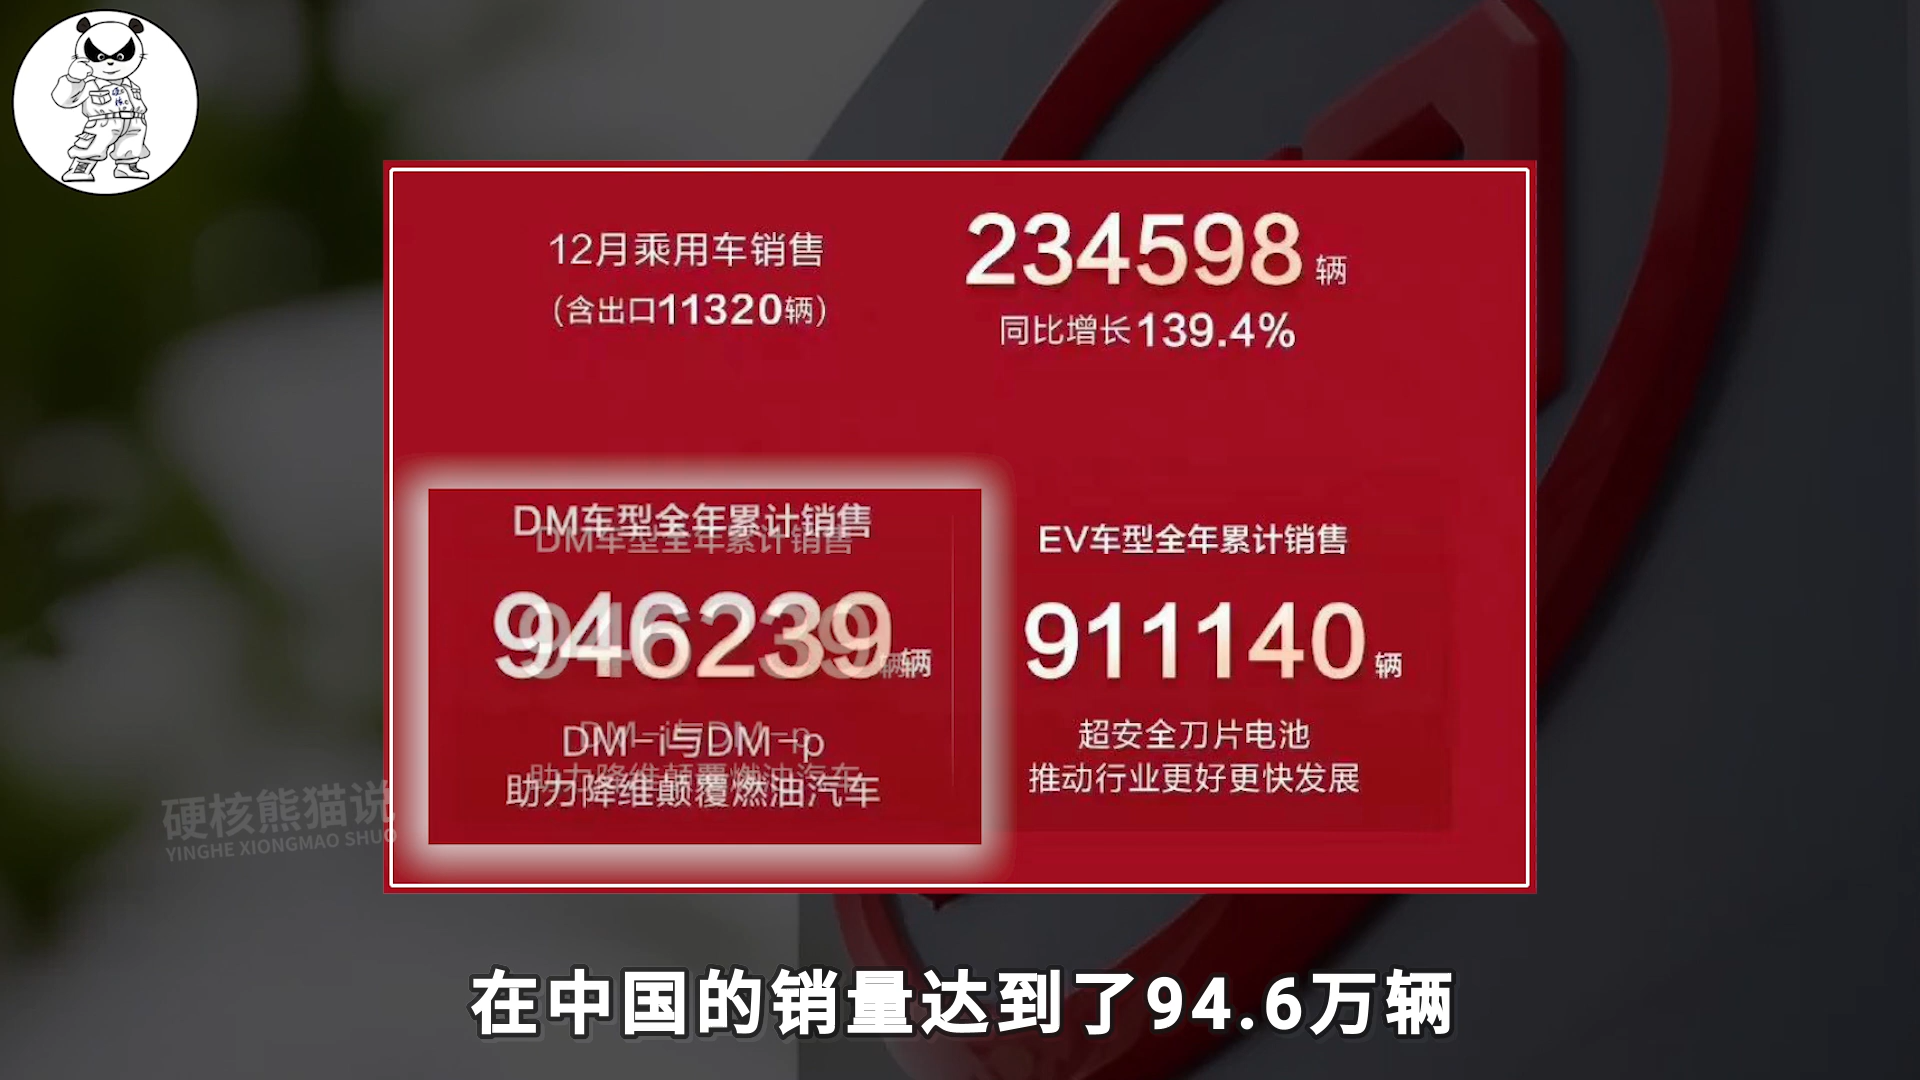 12月乘用车销售
(含出口11320辆)
234598辆
同比增长139.4%
DM车型全年累计销售
946239辆
DM-i与DM-p
助力降维颠覆燃油汽车
EV车型全年累计销售
911140辆
超安全刀片电池
推动行业更好更快发展
硬核熊猫说
YINGHE XIONGMAO SHUO
在中国的销量达到了94.6万辆